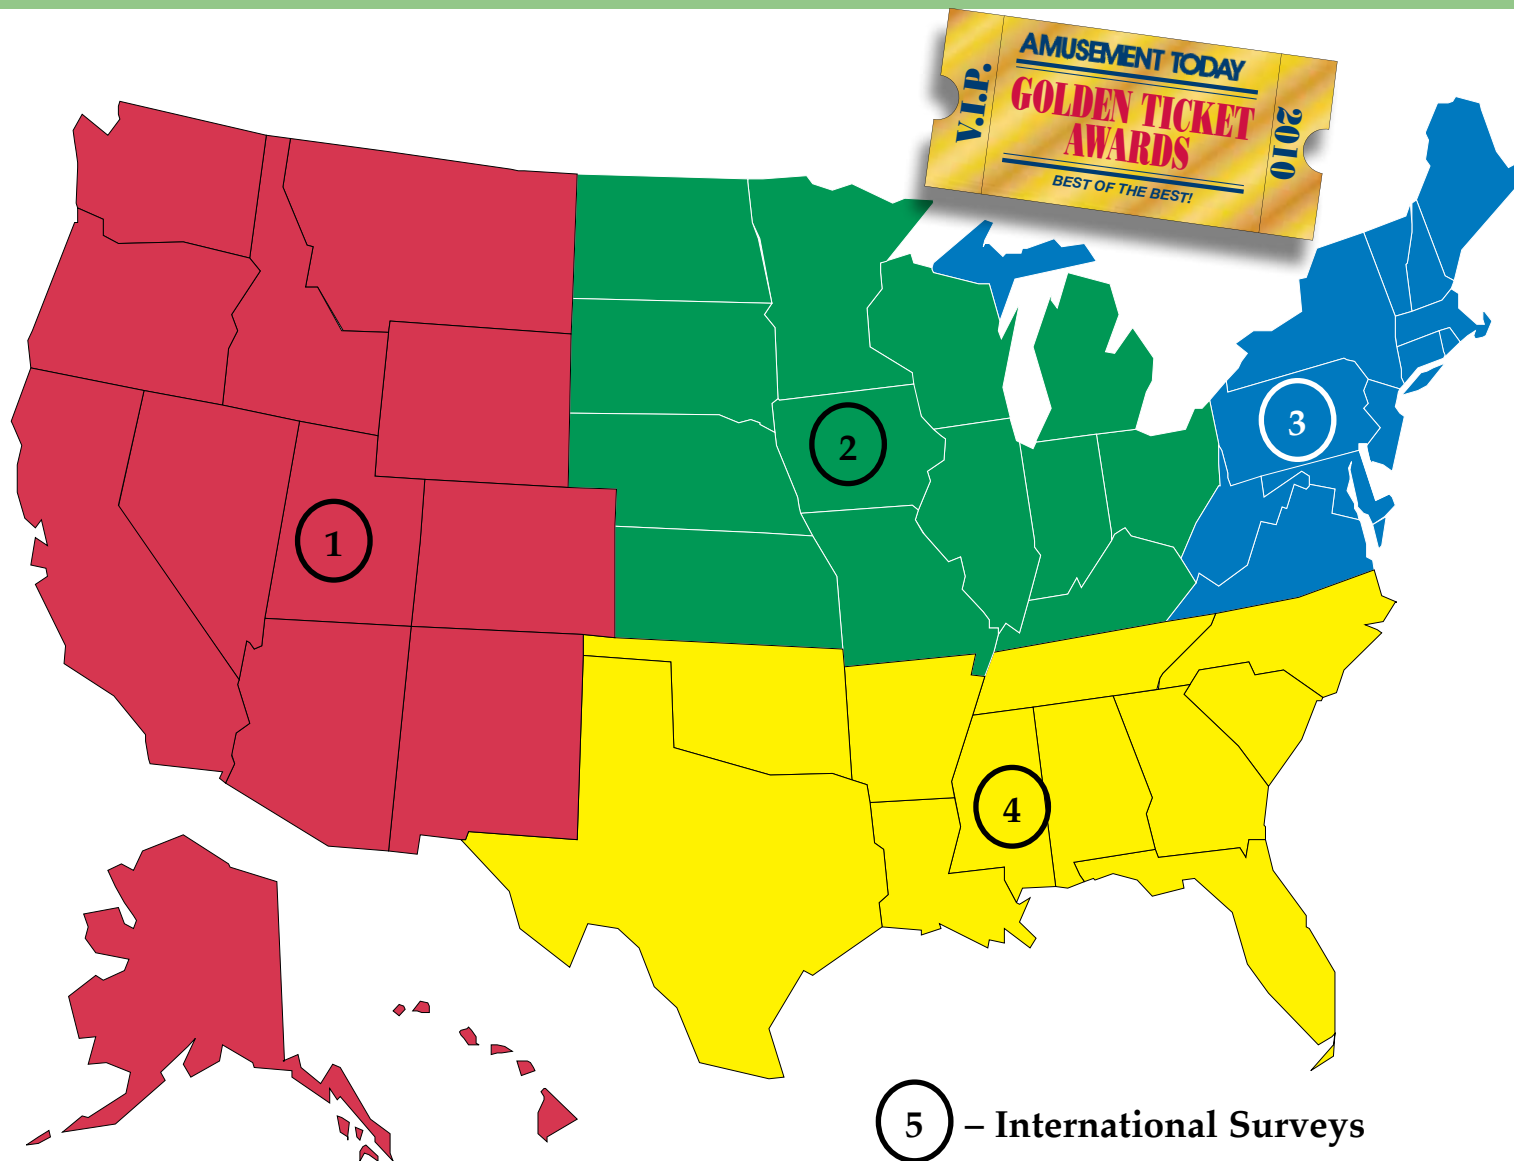 AMUSEMENT TODAY
V.I.P.
GOLDEN TICKET
AWARDS
2010
BEST OF THE BEST!
3
2
1
4
5 – International Surveys